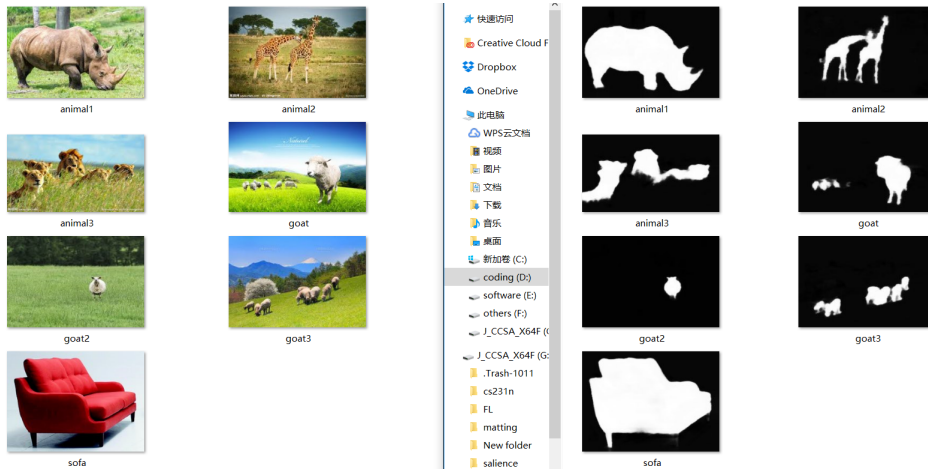 animal1
animal2
animal3
goat
goat2
goat3
sofa
Natural
快速访问
Creative Cloud F
Dropbox
OneDrive
此电脑
WPS云文档
视频
图片
文档
下载
音乐
桌面
新加卷 (C:)
coding (D:)
software (E:)
others (F:)
J_CCSA_X64F (G
J_CCSA_X64F (G:
.Trash-1011
cs231n
FL
matting
New folder
salience
animal1
animal2
animal3
goat
goat2
goat3
sofa